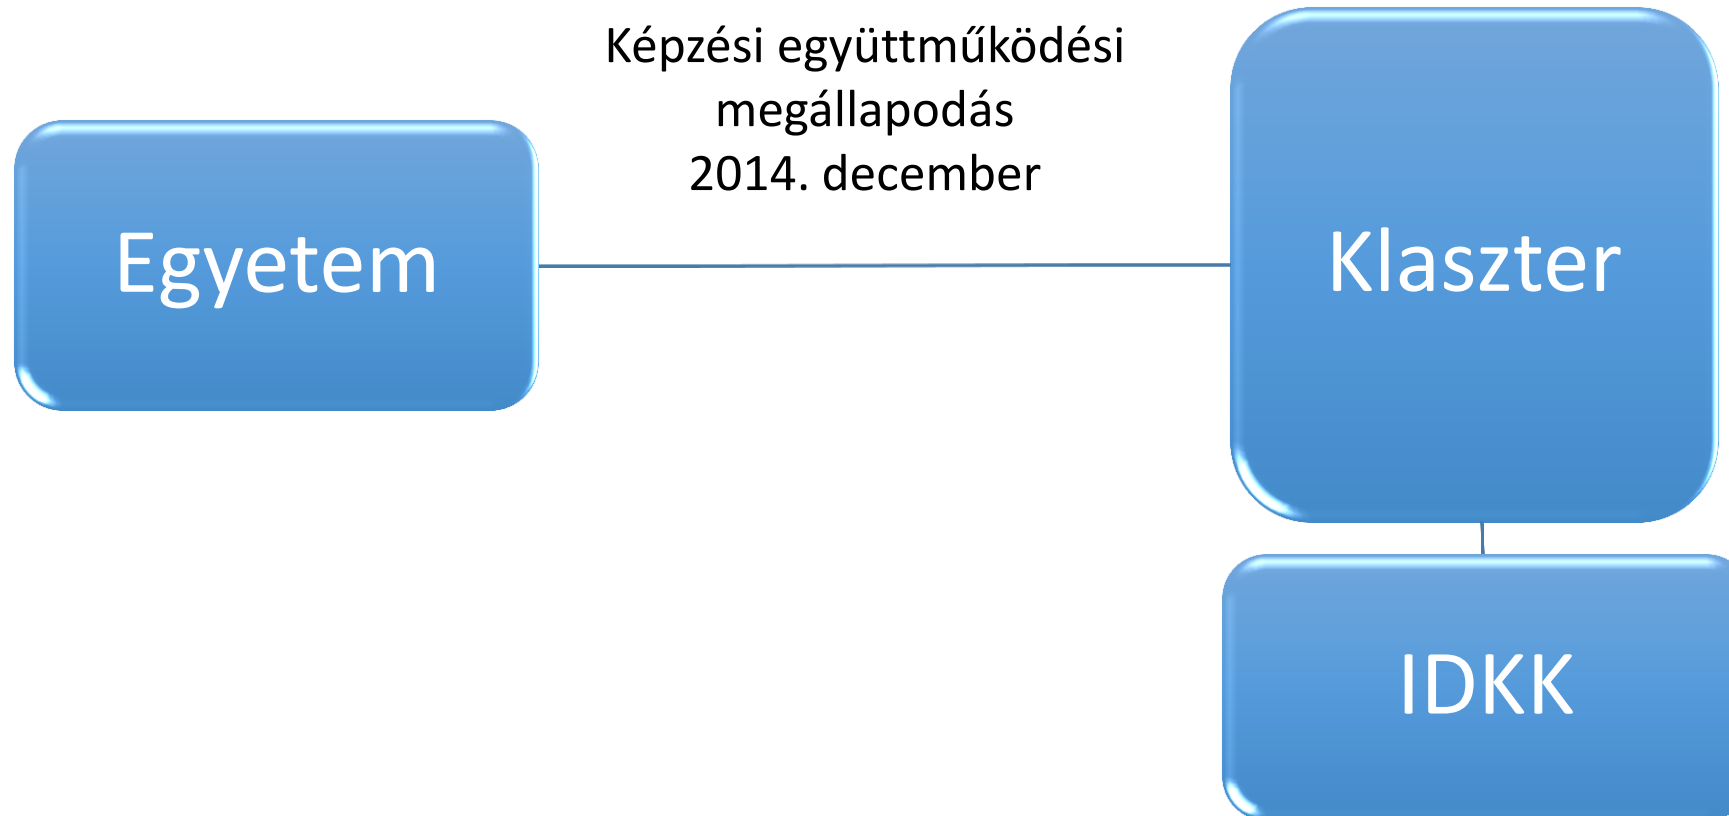 Képzési együttműködési
megállapodás
2014. december
Egyetem
Klaszter
IDKK